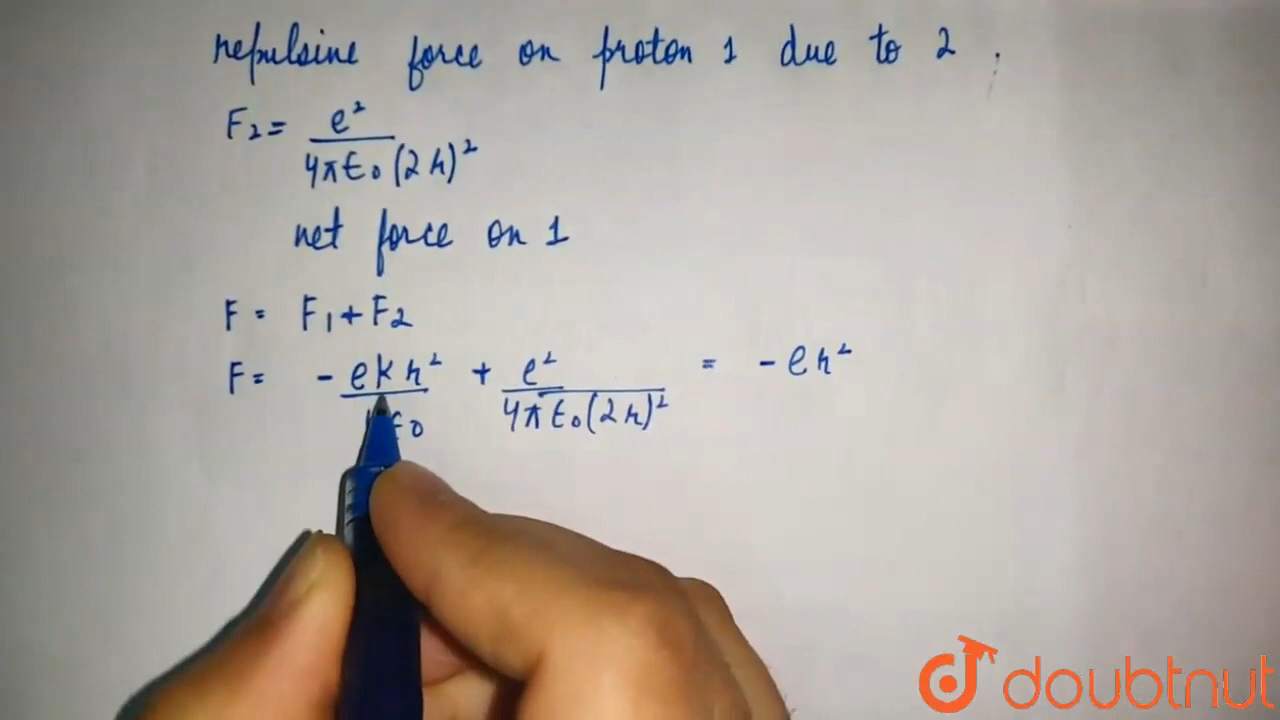 repulsine force on proton 1 due to 2 .
F2 = e² / 4πε₀(2r)²
net force on 1
F = F₁ + F₂
F = - eKr² / ε₀ + e² / 4πε₀(2r)² = - er²
doubtnut